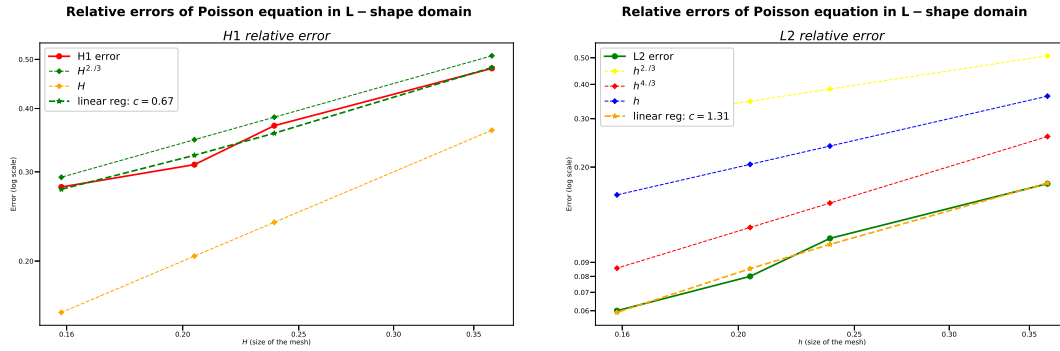 Relative errors of Poisson equation in L − shape domain
H1 relative error
H1 error
H^{2./3}
H
linear reg: c = 0.67
Error (log scale)
0.50
0.40
0.30
0.20
0.16
0.20
0.25
0.30
0.35
H (size of the mesh)
Relative errors of Poisson equation in L − shape domain
L2 relative error
L2 error
h^{2./3}
h^{4./3}
h
linear reg: c = 1.31
Error (log scale)
0.50
0.40
0.30
0.20
0.09
0.08
0.07
0.06
0.16
0.20
0.25
0.30
0.35
h (size of the mesh)